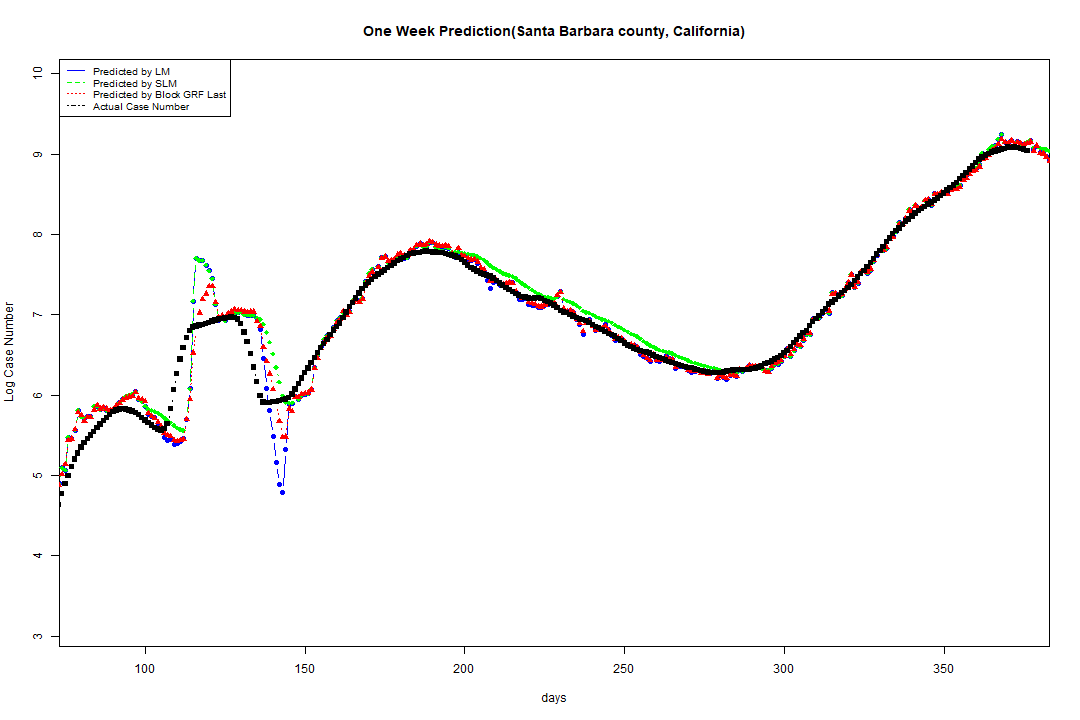 One Week Prediction(Santa Barbara county, California)
Predicted by LM
Predicted by SLM
Predicted by Block GRF Last
Actual Case Number
10
9
8
7
6
5
4
3
Log Case Number
100
150
200
250
300
350
days